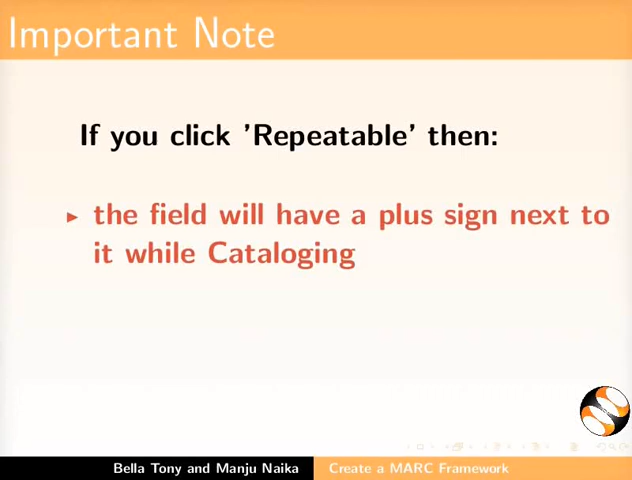 Important Note
If you click 'Repeatable' then:
the field will have a plus sign next to
it while Cataloging
Bella Tony and Manju Naika
Create a MARC Framework